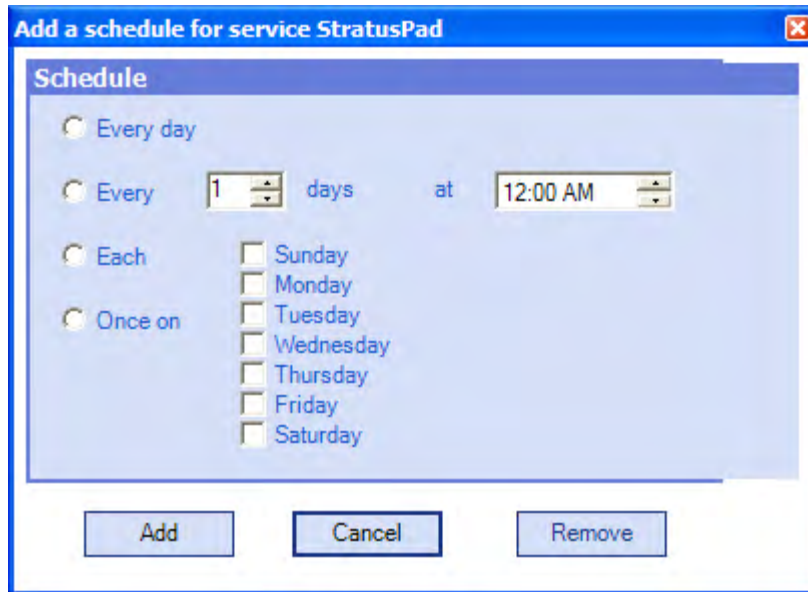 Add a schedule for service StratusPad
Schedule
Every day
Every 1 days at 12:00 AM
Each
Sunday
Monday
Once on
Tuesday
Wednesday
Thursday
Friday
Saturday
Add Cancel Remove